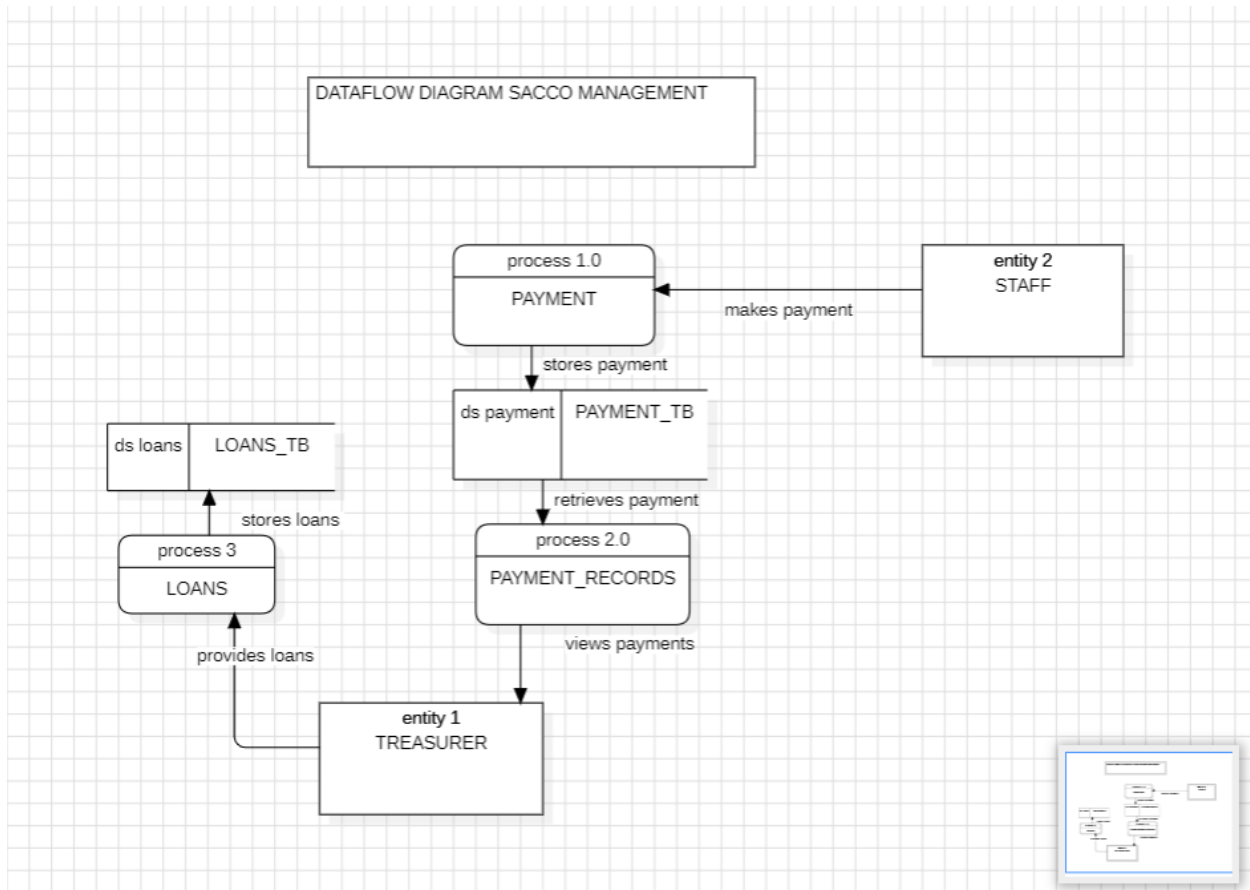 DATAFLOW DIAGRAM SACCO MANAGEMENT
process 1.0
PAYMENT
entity 2
STAFF
makes payment
stores payment
ds payment
PAYMENT_TB
ds loans
LOANS_TB
retrieves payment
stores loans
process 2.0
PAYMENT_RECORDS
process 3
LOANS
views payments
provides loans
entity 1
TREASURER